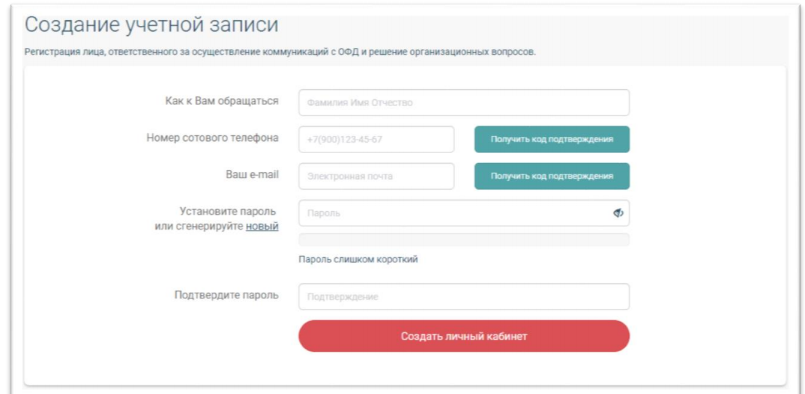 Создание учетной записи
Регистрация лица, ответственного за осуществление коммуникаций с ОФД и решение организационных вопросов.
Как к Вам обращаться
Фамилия Имя Отчество
Номер сотового телефона
+7(900)123-45-67
Получить код подтверждения
Ваш e-mail
Электронная почта
Получить код подтверждения
Установите пароль
или сгенерируйте новый
Пароль
Пароль слишком короткий
Подтвердите пароль
Подтверждение
Создать личный кабинет